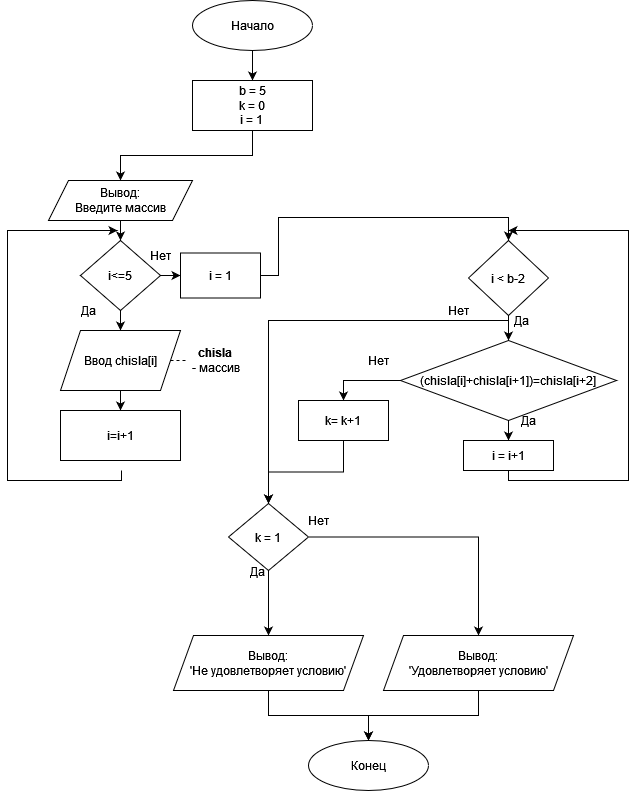 Начало
b = 5
k = 0
i = 1
Вывод:
Введите массив
i<=5
Нет
i = 1
Да
Ввод chisla[i]
chisla
- массив
i=i+1
i < b-2
Нет
Да
(chisla[i]+chisla[i+1])=chisla[i+2]
Нет
k= k+1
Да
i = i+1
k = 1
Нет
Да
Вывод:
'Не удовлетворяет условию'
Вывод:
'Удовлетворяет условию'
Конец